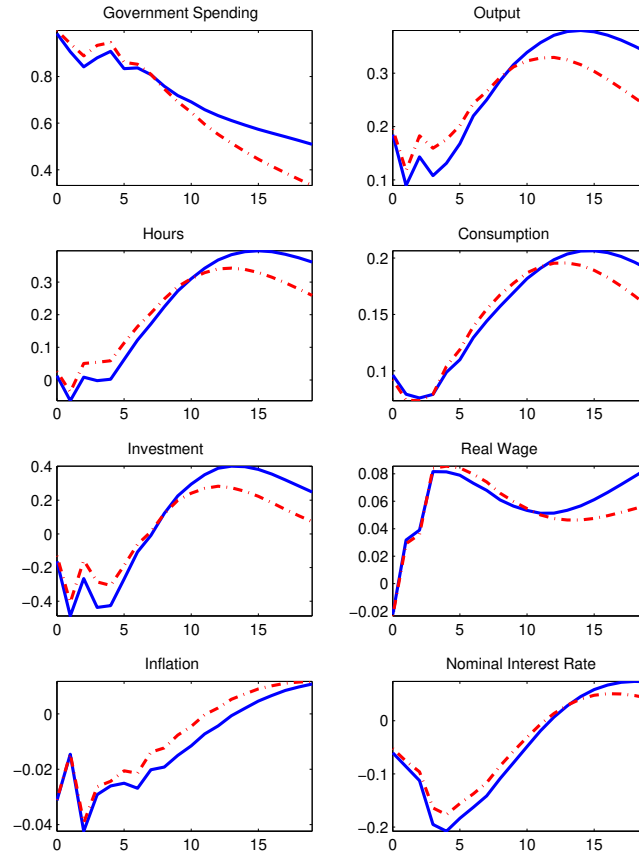 Government Spending
0.8
0.6
0.4
0 5 10 15
Output
0.3
0.2
0.1
0 5 10 15
Hours
0.3
0.2
0.1
0
0 5 10 15
Consumption
0.2
0.15
0.1
0 5 10 15
Investment
0.4
0.2
0
−0.2
−0.4
0 5 10 15
Real Wage
0.08
0.06
0.04
0.02
0
−0.02
0 5 10 15
Inflation
0
−0.02
−0.04
0 5 10 15
Nominal Interest Rate
0
−0.1
−0.2
0 5 10 15